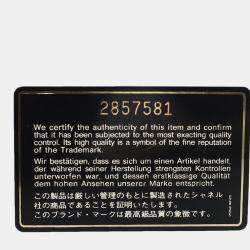 2857581
We certify the authenticity of this item and confirm
that it has been subjected to the most exacting quality
control. Its high quality is a symbol of the fine reputation
of the Trademark.
Wir bestätigen, dass es sich um einen Artikel handelt,
der während seiner Herstellung strengsten Kontrollen
unterworfen war, und dessen erstklassige Qualität
dem hohen Ansehen unserer Marke entspricht.
この製品は厳しい管理のもとに製造されたシャネル
社の商品であることを証明いたします。
このブランド・マークは最高級品質の象徴です。